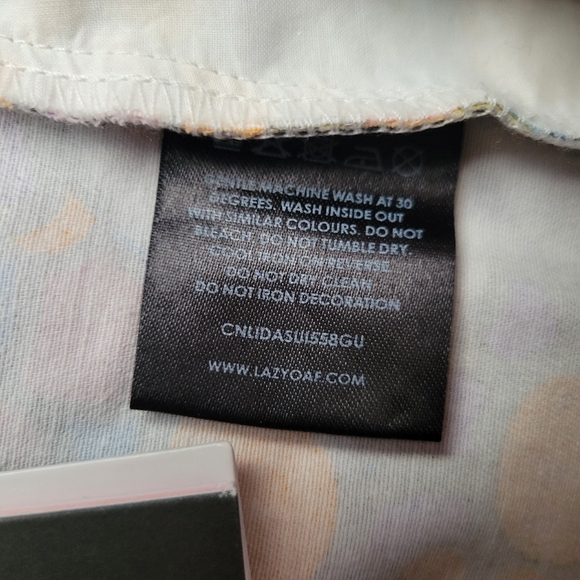 GENTLE MACHINE WASH AT 30
DEGREES. WASH INSIDE OUT
WITH SIMILAR COLOURS. DO NOT
BLEACH. DO NOT TUMBLE DRY.
COOL IRON ON REVERSE
DO NOT DRY CLEAN
DO NOT IRON DECORATION
CNLIDASUI558GU
WWW.LAZYOAF.COM